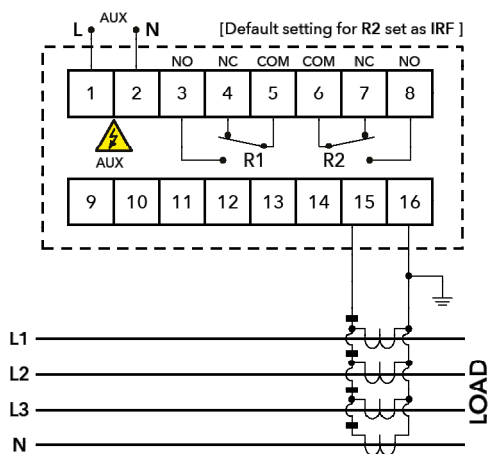 AUX
L N [Default setting for R2 set as IRF ]
NO NC COM COM NC NO
1 2 3 4 5 6 7 8
AUX R1 R2
9 10 11 12 13 14 15 16
L1
L2
L3
N
LOAD